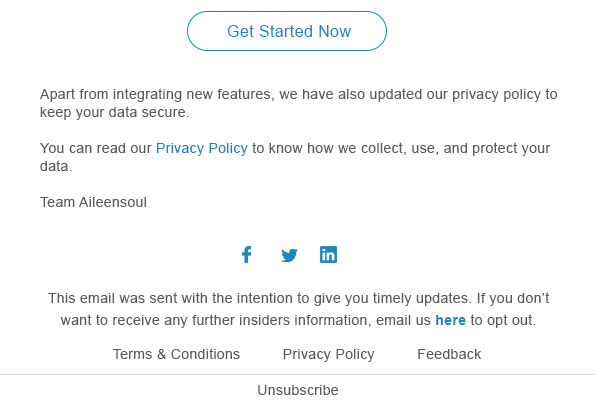 Get Started Now
Apart from integrating new features, we have also updated our privacy policy to
keep your data secure.
You can read our Privacy Policy to know how we collect, use, and protect your
data.
Team Aileensoul
This email was sent with the intention to give you timely updates. If you don't
want to receive any further insiders information, email us here to opt out.
Terms & Conditions Privacy Policy Feedback
Unsubscribe